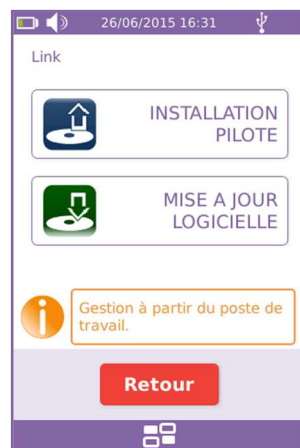 26/06/2015 16:31
Link
INSTALLATION
PILOTE
MISE A JOUR
LOGICIELLE
Gestion à partir du poste de
travail.
Retour